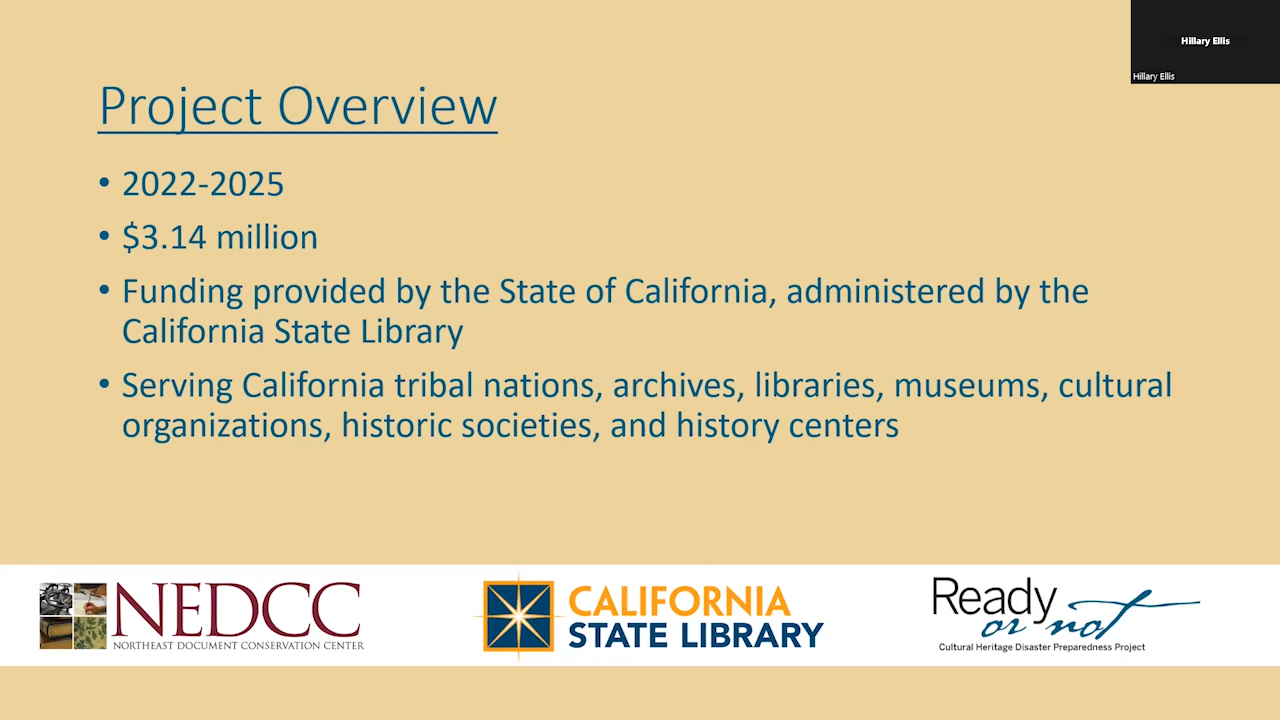 Hillary Ellis
Hillary Ellis
Project Overview
• 2022-2025
• $3.14 million
• Funding provided by the State of California, administered by the
California State Library
• Serving California tribal nations, archives, libraries, museums, cultural
organizations, historic societies, and history centers
NEDCC
NORTHEAST DOCUMENT CONSERVATION CENTER
CALIFORNIA
STATE LIBRARY
Ready
or not
Cultural Heritage Disaster Preparedness Project